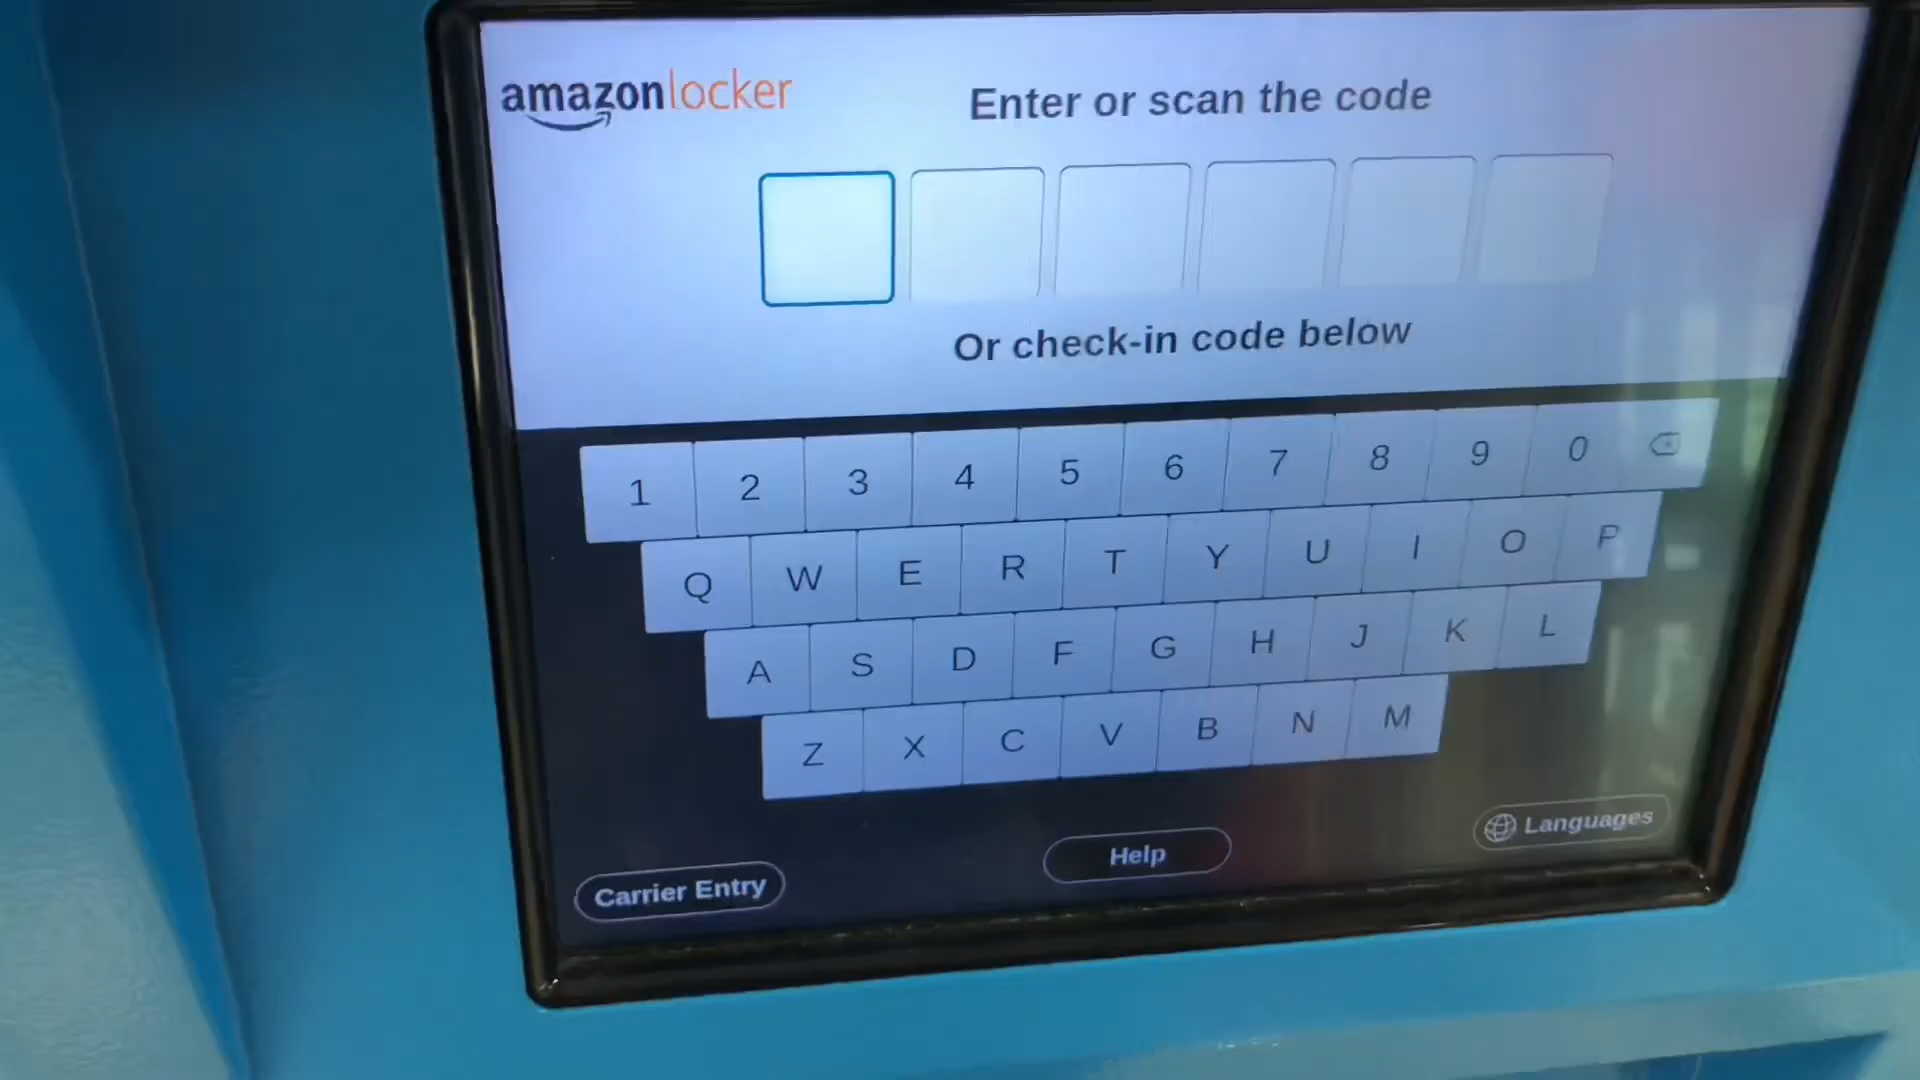 amazonlocker
Enter or scan the code
Or check-in code below
1 2 3 4 5 6 7 8 9 0
Q W E R T Y U I O P
A S D F G H J K L
Z X C V B N M
Carrier Entry
Help
Languages